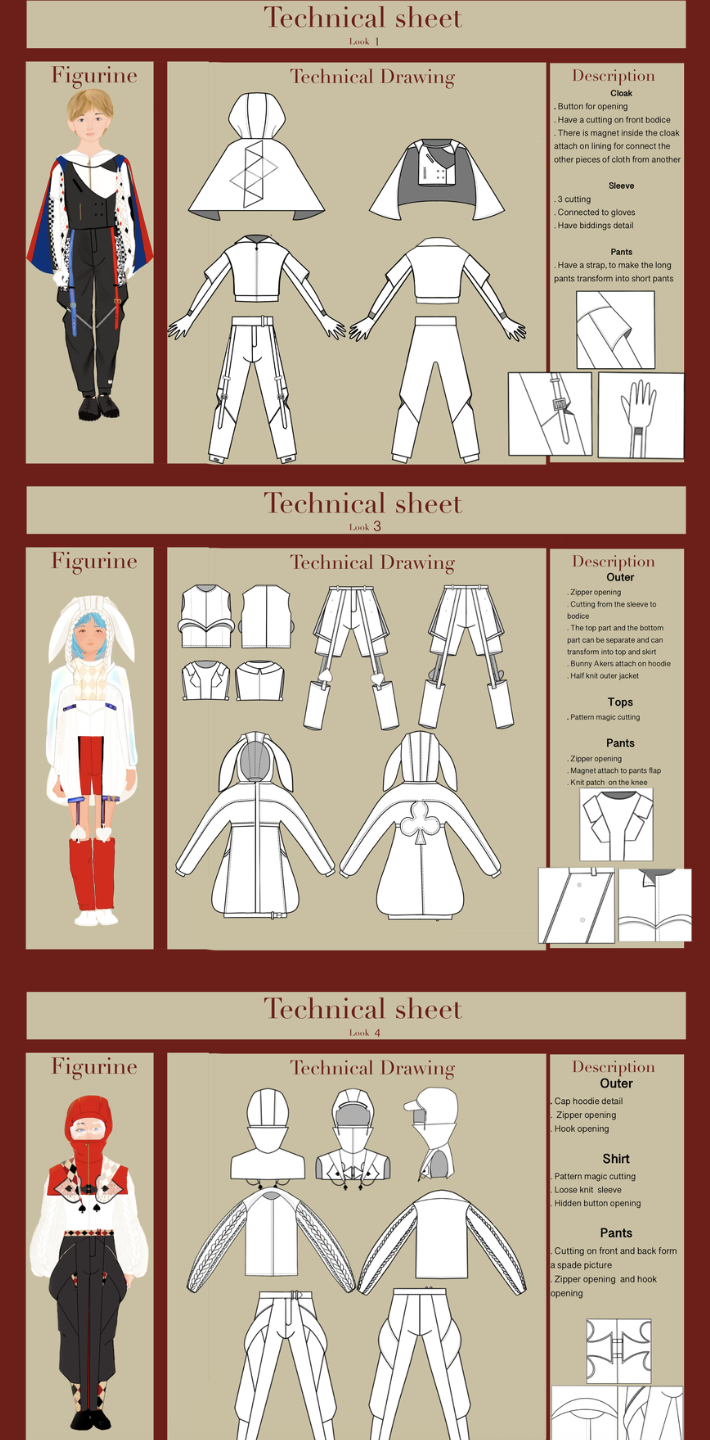 Technical sheet
Look 1
Figurine
Technical Drawing
Description
Cloak
. Button for opening
. Have a cutting on front bodice
. There is magnet inside the cloak
attach on lining for connect the
other pieces of cloth from another
Sleeve
. 3 cutting
. Connected to gloves
. Have biddings detail
Pants
. Have a strap, to make the long
pants transform into short pants
Technical sheet
Look 3
Figurine
Technical Drawing
Description
Outer
. Zipper opening
. Cutting from the sleeve to
bodice
. The top part and the bottom
part can be separate and can
transform into top and skirt
. Bunny Akers attach on hoodie
. Half knit outer jacket
Tops
. Pattern magic cutting
Pants
. Zipper opening
. Magnet attach to pants flap
. Knit patch on the knee
Technical sheet
Look 4
Figurine
Technical Drawing
Description
Outer
. Cap hoodie detail
. Zipper opening
. Hook opening
Shirt
. Pattern magic cutting
. Loose knit sleeve
. Hidden button opening
Pants
. Cutting on front and back form
a spade picture
. Zipper opening and hook
opening